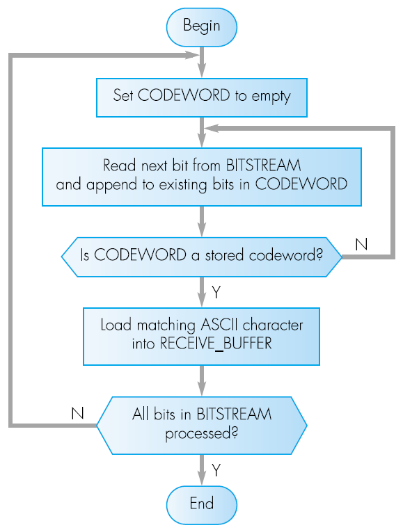 Begin
Set CODEWORD to empty
Read next bit from BITSTREAM
and append to existing bits in CODEWORD
Is CODEWORD a stored codeword?
N
Y
Load matching ASCII character
into RECEIVE_BUFFER
N
All bits in BITSTREAM
processed?
Y
End